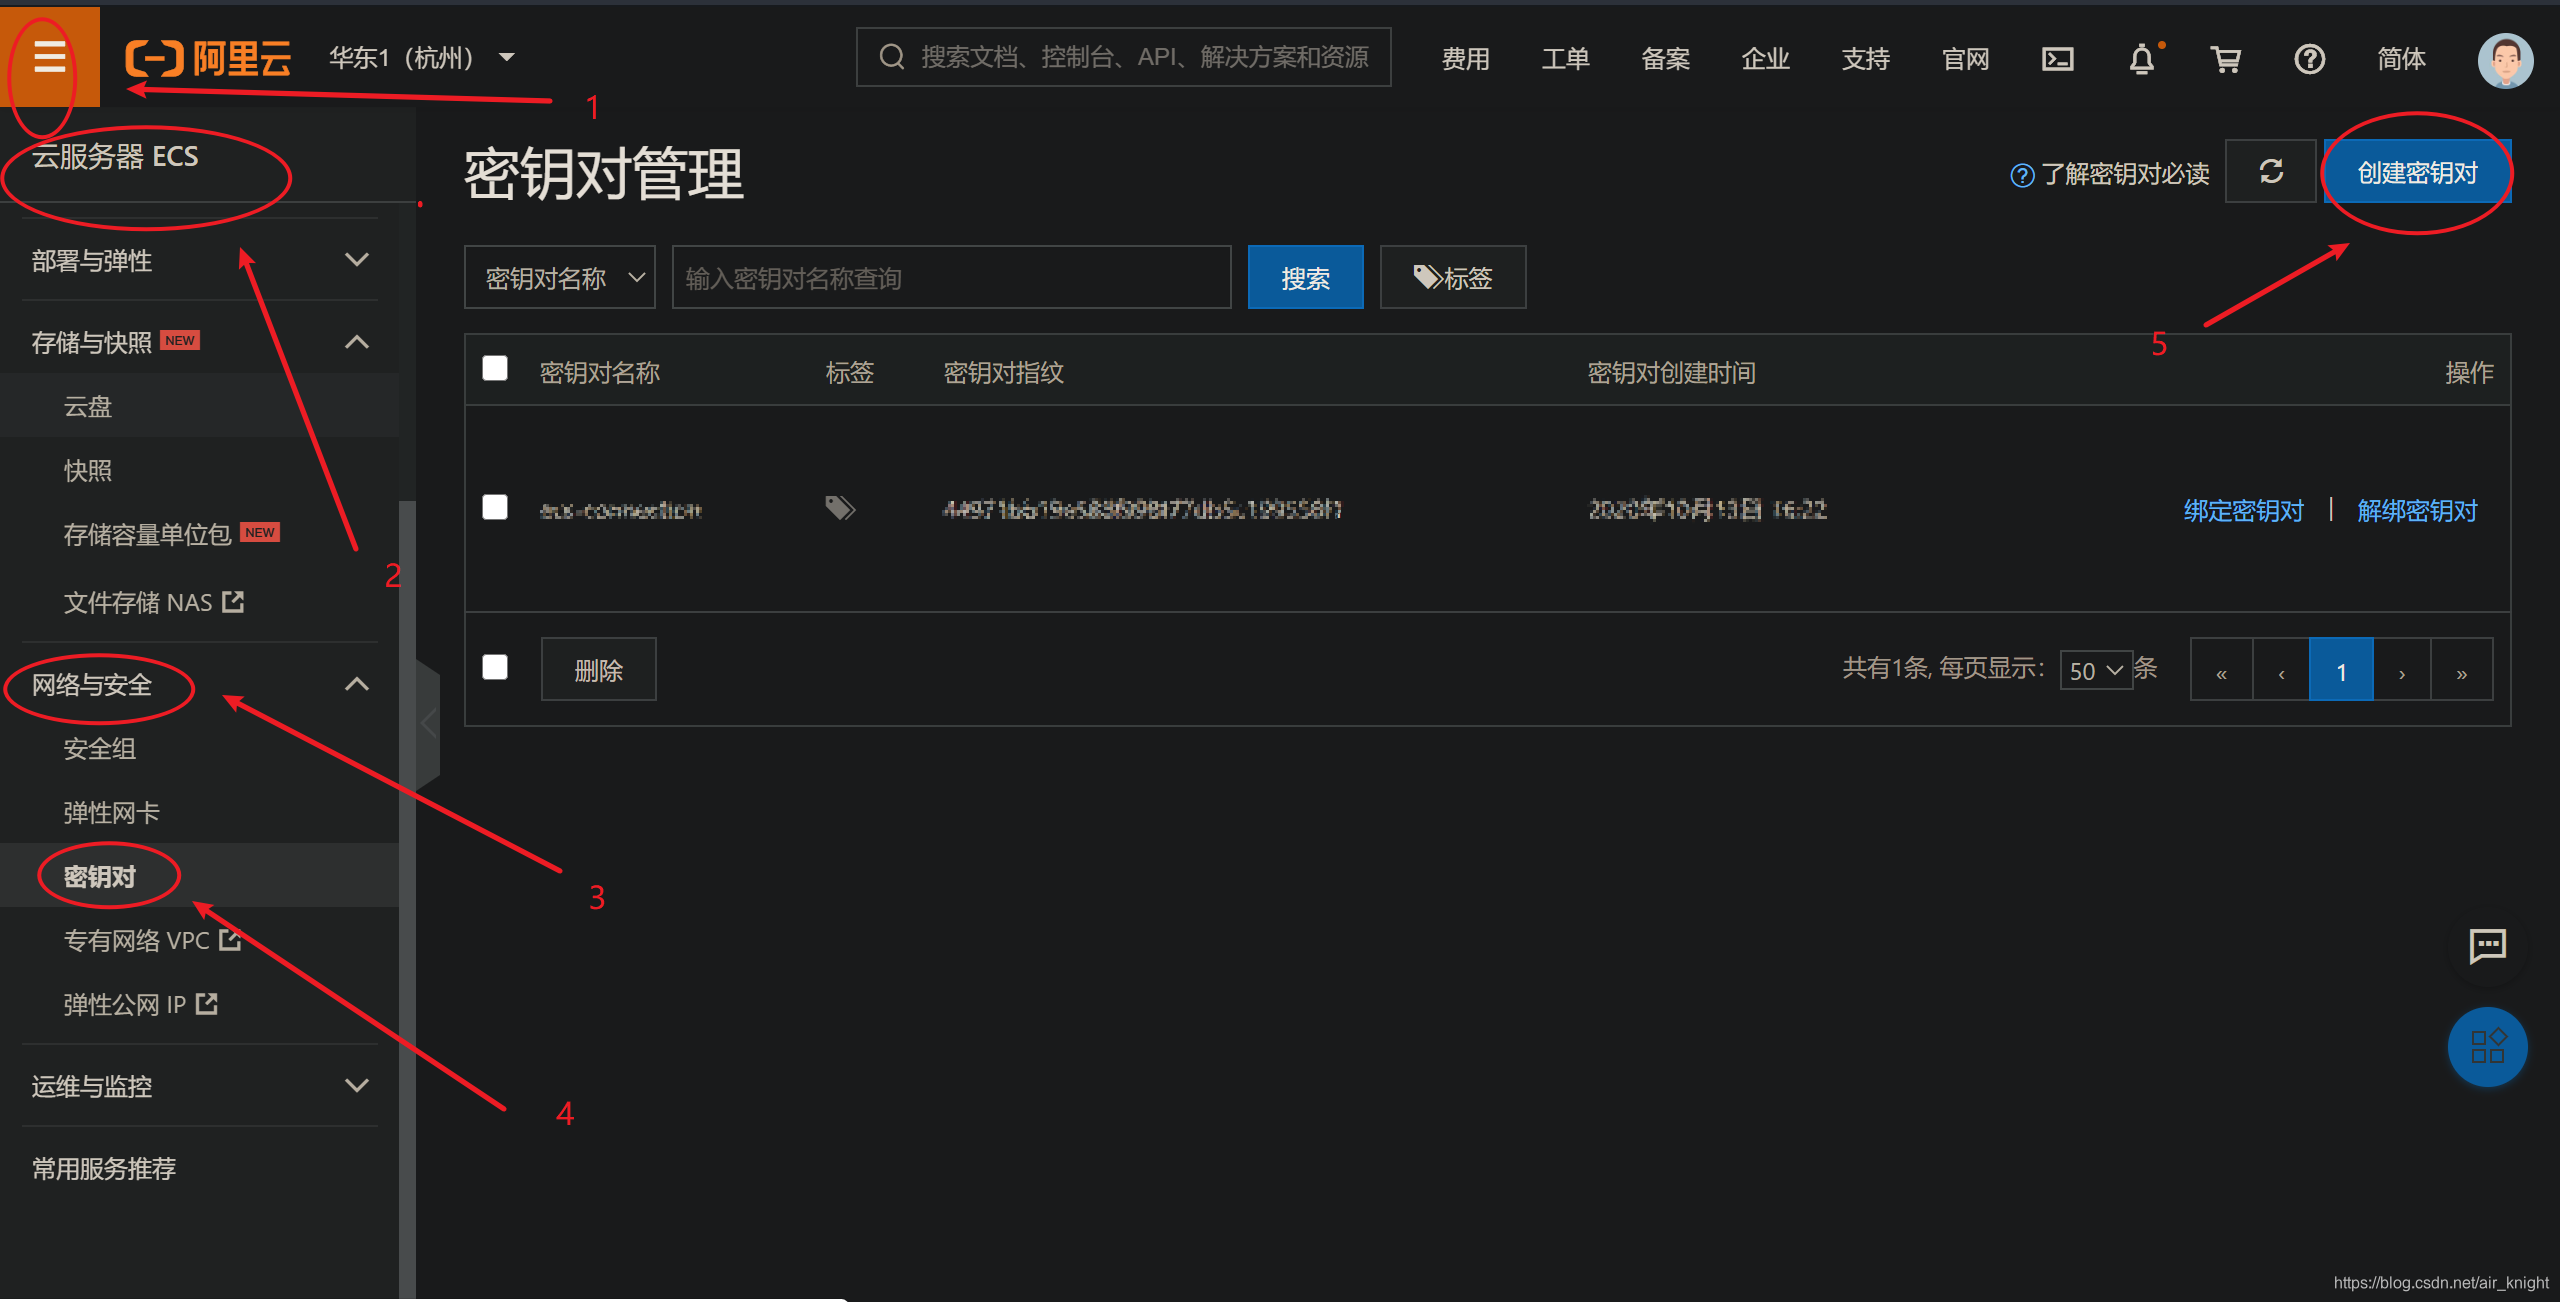 阿里云 华东1（杭州） 搜索文档、控制台、API、解决方案和资源 费用 工单 备案 企业 支持 官网 简体
1
云服务器 ECS
密钥对管理
了解密钥对必读
创建密钥对
部署与弹性
密钥对名称 输入密钥对名称查询 搜索 标签
存储与快照 NEW
5
密钥对名称 标签 密钥对指纹 密钥对创建时间 操作
云盘
快照
绑定密钥对 | 解绑密钥对
存储容量单位包 NEW
2
文件存储 NAS
删除 共有1条, 每页显示: 50 条 « ‹ 1 › »
网络与安全
安全组
弹性网卡
密钥对
3
专有网络 VPC
弹性公网 IP
运维与监控
4
常用服务推荐
https://blog.csdn.net/air_knight